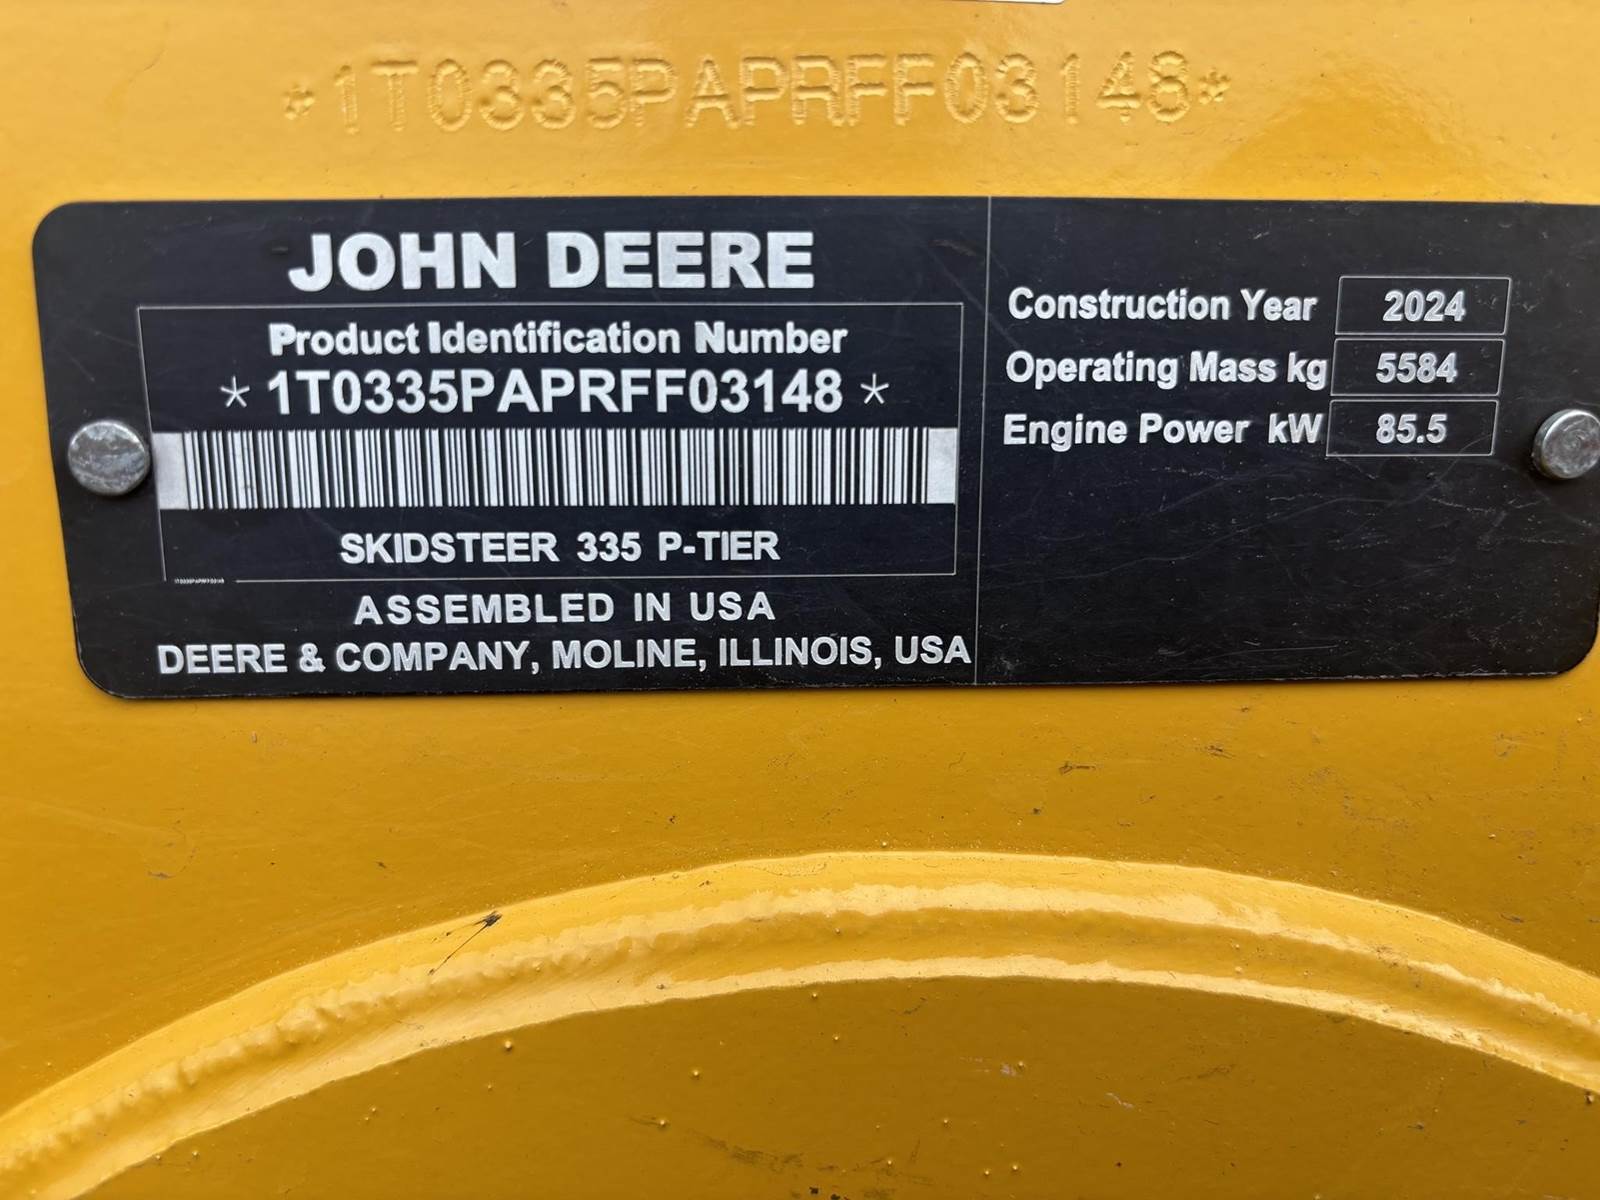 *1T0335PAPRFF03148*
JOHN DEERE
Product Identification Number
* 1T0335PAPRFF03148 *
SKIDSTEER 335 P-TIER
ASSEMBLED IN USA
DEERE & COMPANY, MOLINE, ILLINOIS, USA
Construction Year 2024
Operating Mass kg 5584
Engine Power kW 85.5